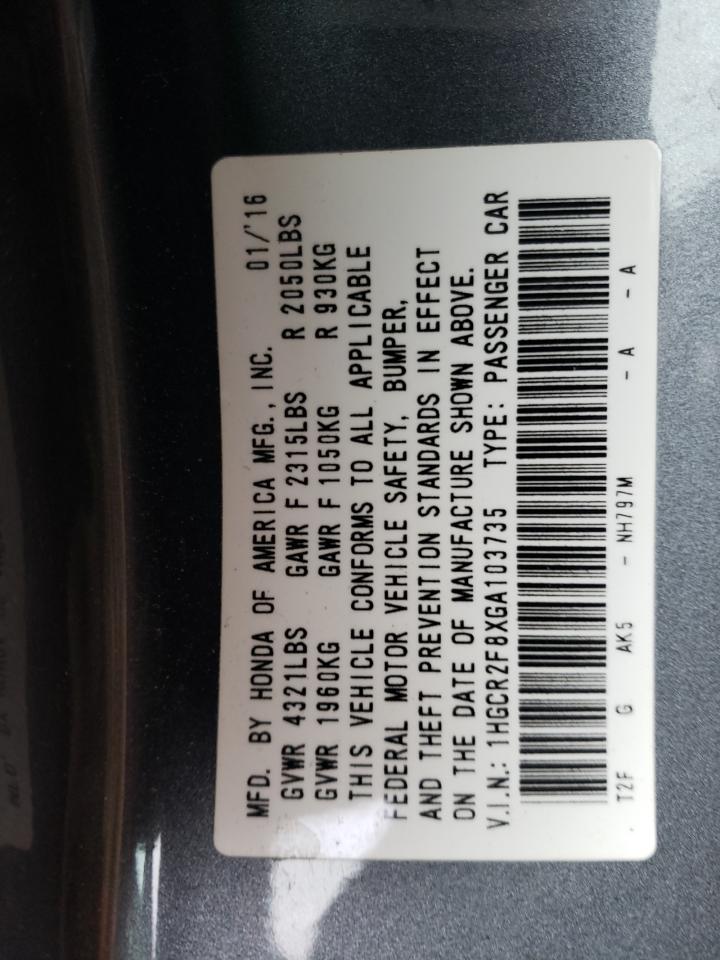 MFD. BY HONDA OF AMERICA MFG., INC. 01/'16
GVWR 4321LBS GAWR F 2315LBS R 2050LBS
GVWR 1960KG GAWR F 1050KG R 930KG
THIS VEHICLE CONFORMS TO ALL APPLICABLE
FEDERAL MOTOR VEHICLE SAFETY, BUMPER,
AND THEFT PREVENTION STANDARDS IN EFFECT
ON THE DATE OF MANUFACTURE SHOWN ABOVE.
V.I.N.: 1HGCR2F8XGA103735 TYPE: PASSENGER CAR
T2F G AK5 - NH797M - A - A